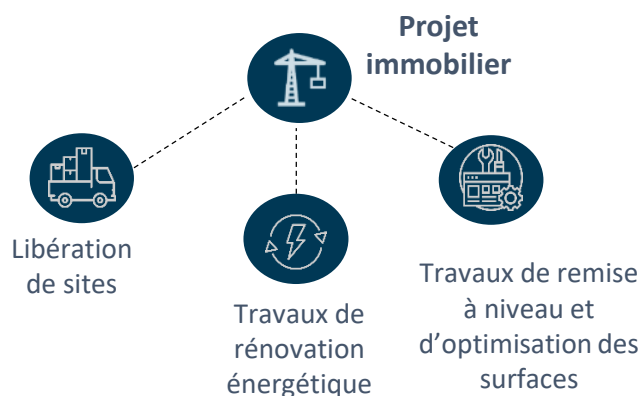 Projet
immobilier
Libération
de sites
Travaux de
rénovation
énergétique
Travaux de remise
à niveau et
d’optimisation des
surfaces